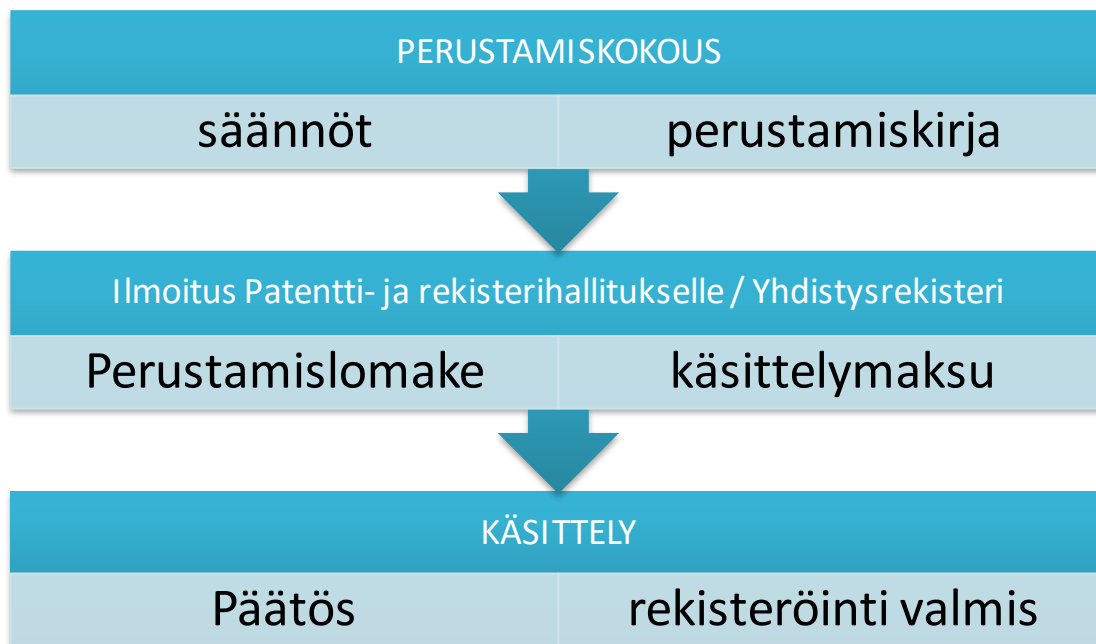 PERUSTAMISKOKOUS
säännöt perustamiskirja
Ilmoitus Patentti- ja rekisterihallitukselle / Yhdistysrekisteri
Perustamislomake käsittelymaksu
KÄSITTELY
Päätös rekisteröinti valmis